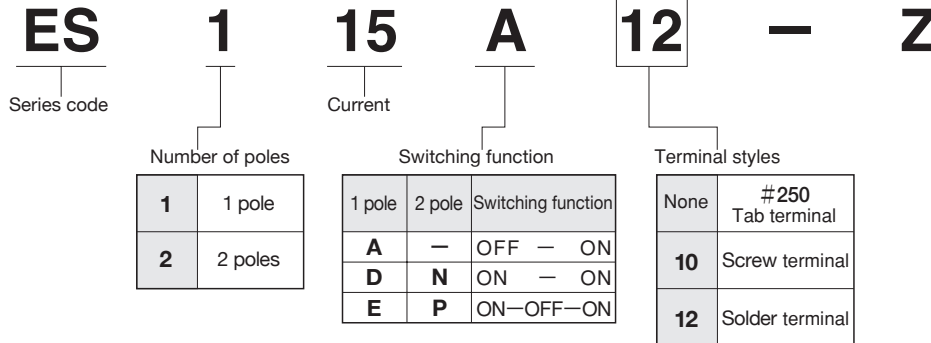 ES 1 15 A 12 — Z
Series code
Current
Number of poles
Switching function
Terminal styles
1 1 pole
2 2 poles
1 pole 2 pole Switching function
A — OFF — ON
D N ON — ON
E P ON—OFF—ON
None #250
Tab terminal
10 Screw terminal
12 Solder terminal